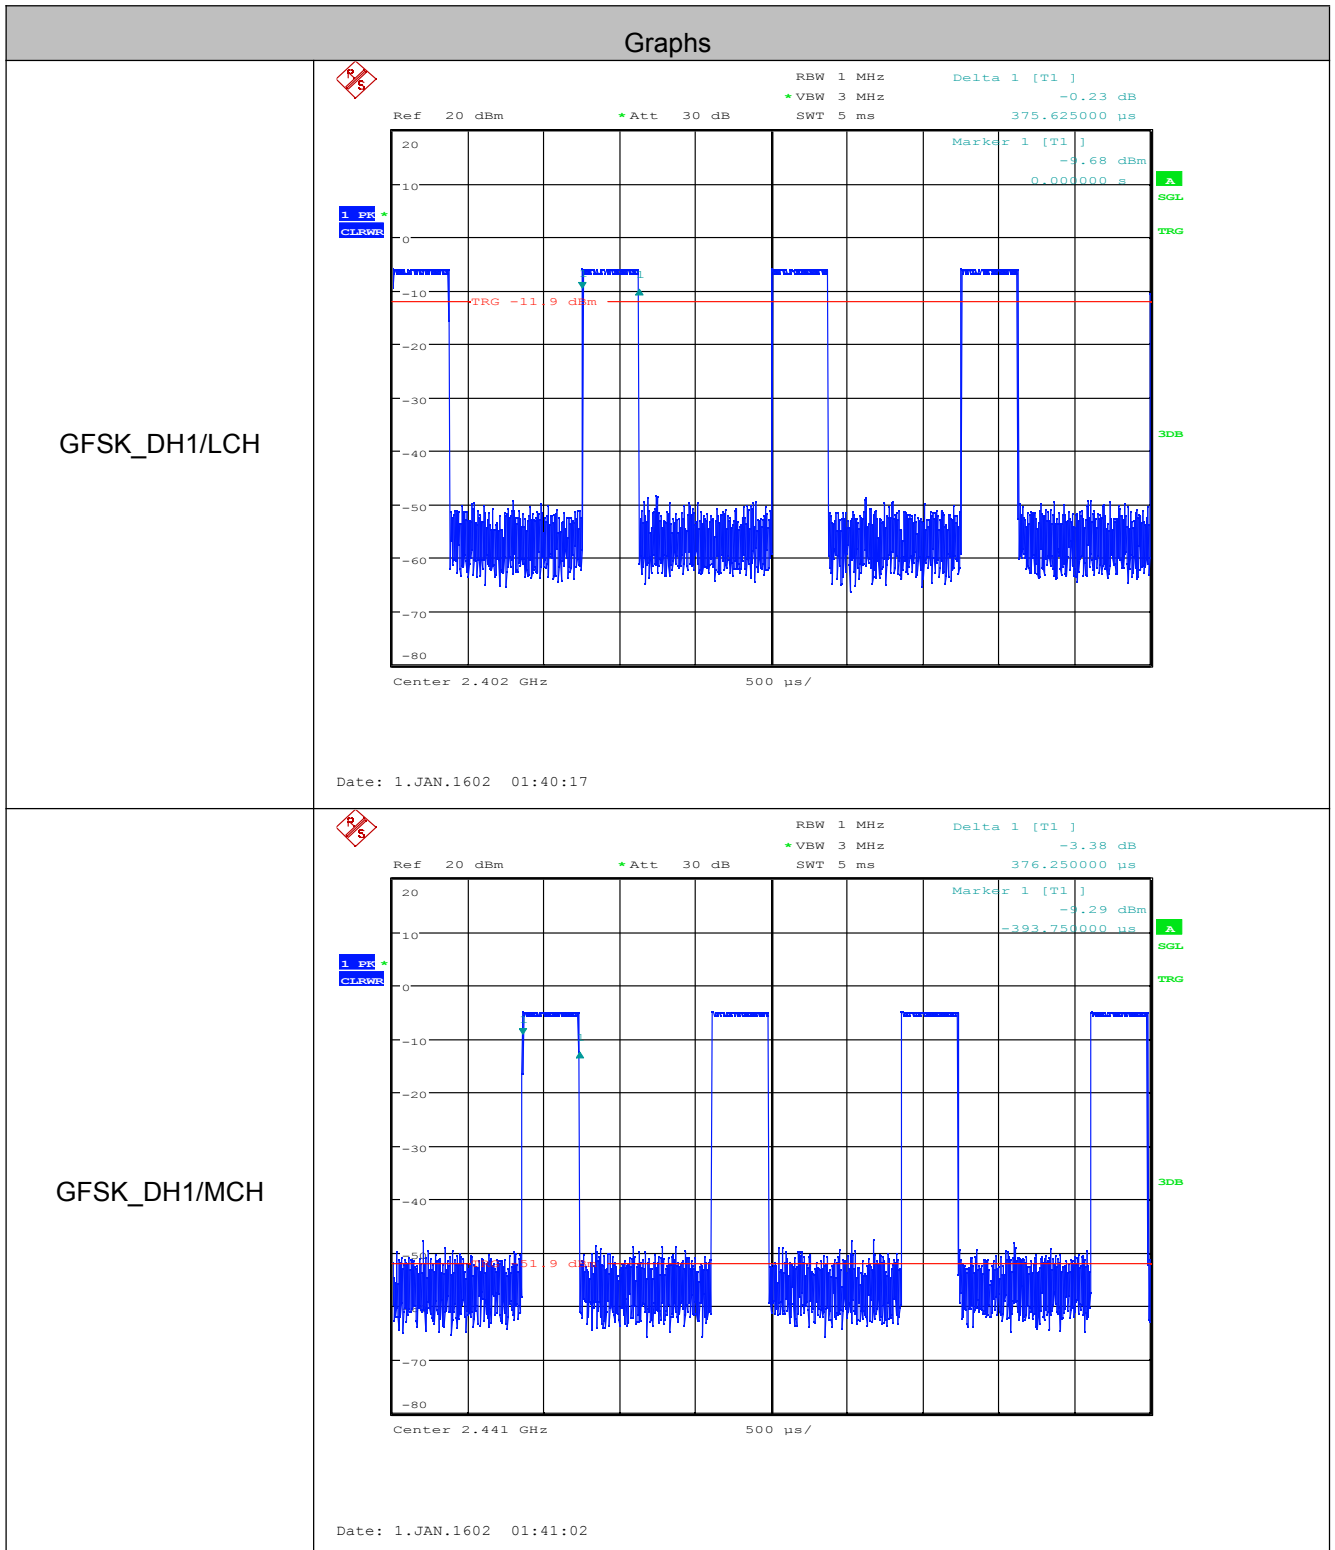 Graphs
GFSK_DH1/LCH
R S
RBW 1 MHz
Delta 1 [T1 ]
* VBW 3 MHz
-0.23 dB
Ref 20 dBm
* Att 30 dB
SWT 5 ms
375.625000 µs
20
Marker 1 [T1 ]
-9.68 dBm
0.000000 s
A
SGL
10
1 PK *
CLRWR
TRG
0
1
-10
TRG -11.9 dBm
-20
-30
3DB
-40
-50
-60
-70
-80
Center 2.402 GHz
500 µs/
Date: 1.JAN.1602 01:40:17
GFSK_DH1/MCH
R S
RBW 1 MHz
Delta 1 [T1 ]
* VBW 3 MHz
-3.38 dB
Ref 20 dBm
* Att 30 dB
SWT 5 ms
376.250000 µs
20
Marker 1 [T1 ]
-9.29 dBm
-393.750000 µs
A
SGL
10
1 PK *
CLRWR
TRG
0
-10
-20
-30
3DB
-40
-50
51.9
-70
-80
Center 2.441 GHz
500 µs/
Date: 1.JAN.1602 01:41:02